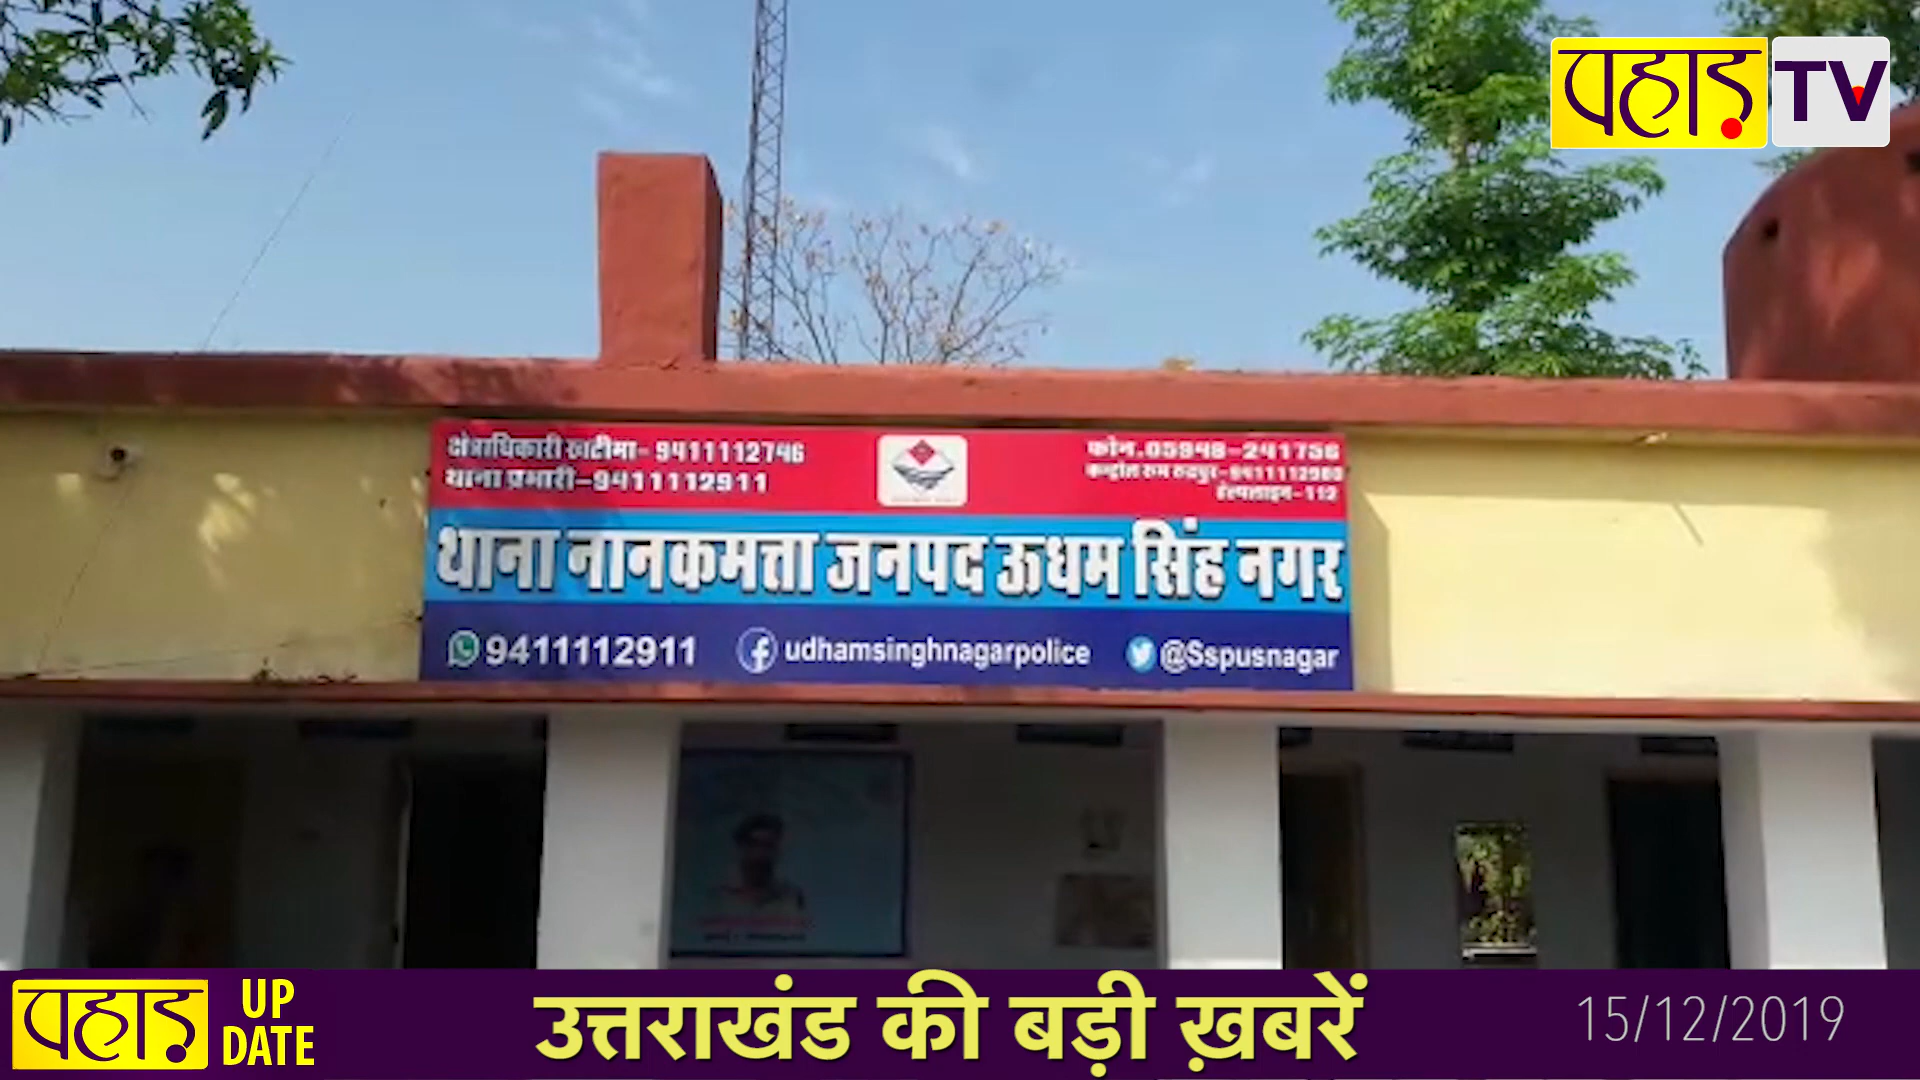 पहाड़ TV
क्षेत्राधिकारी खटीमा- 9411112746
थाना प्रभारी-9411112911
फोन.05948-241756
कन्ट्रोल रूम रुद्रपुर-9411112980
हेल्पलाइन-112
थाना नानकमत्ता जनपद ऊधम सिंह नगर
9411112911 udhamsinghnagarpolice @Sspusnagar
पहाड़ UP DATE
उत्तराखंड की बड़ी ख़बरें
15/12/2019